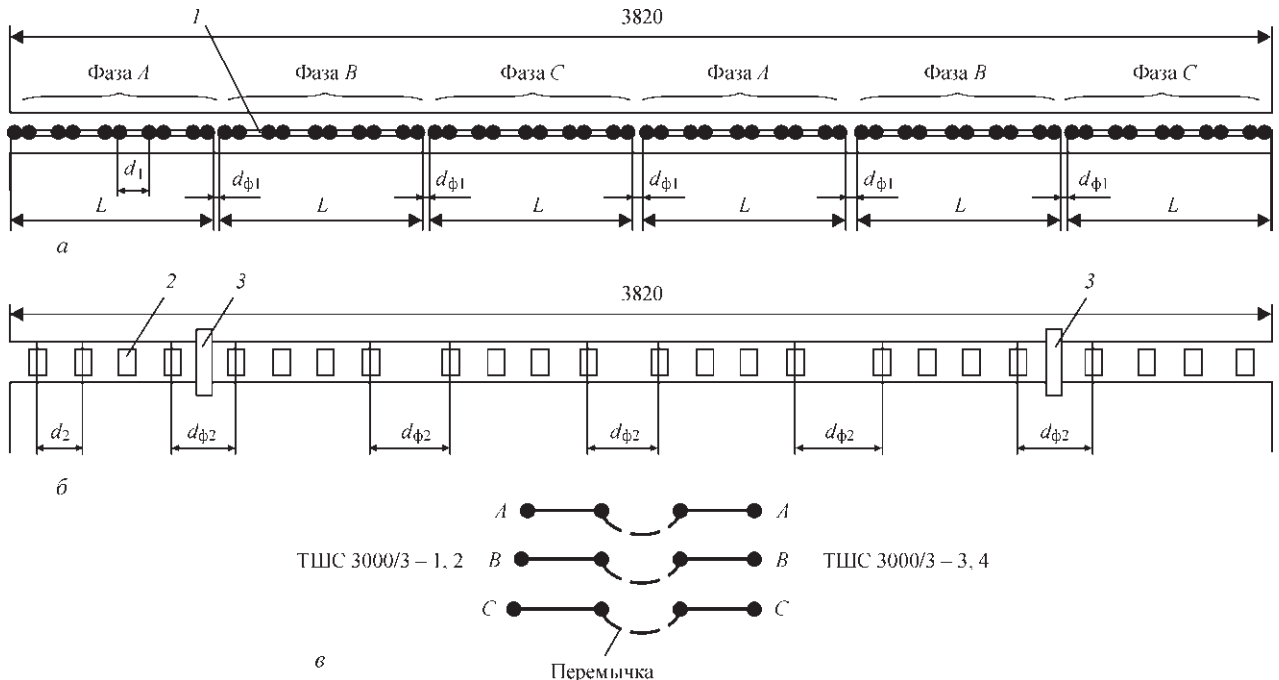 3820
1
Фаза A Фаза B Фаза C Фаза A Фаза B Фаза C
d1 dф1 dф1 dф1 dф1 dф1
L L L L L L
а
2 3 3820 3
d2 dф2 dф2 dф2 dф2 dф2
б
A A
ТШС 3000/3 – 1, 2 B B ТШС 3000/3 – 3, 4
C C
в
Перемычка